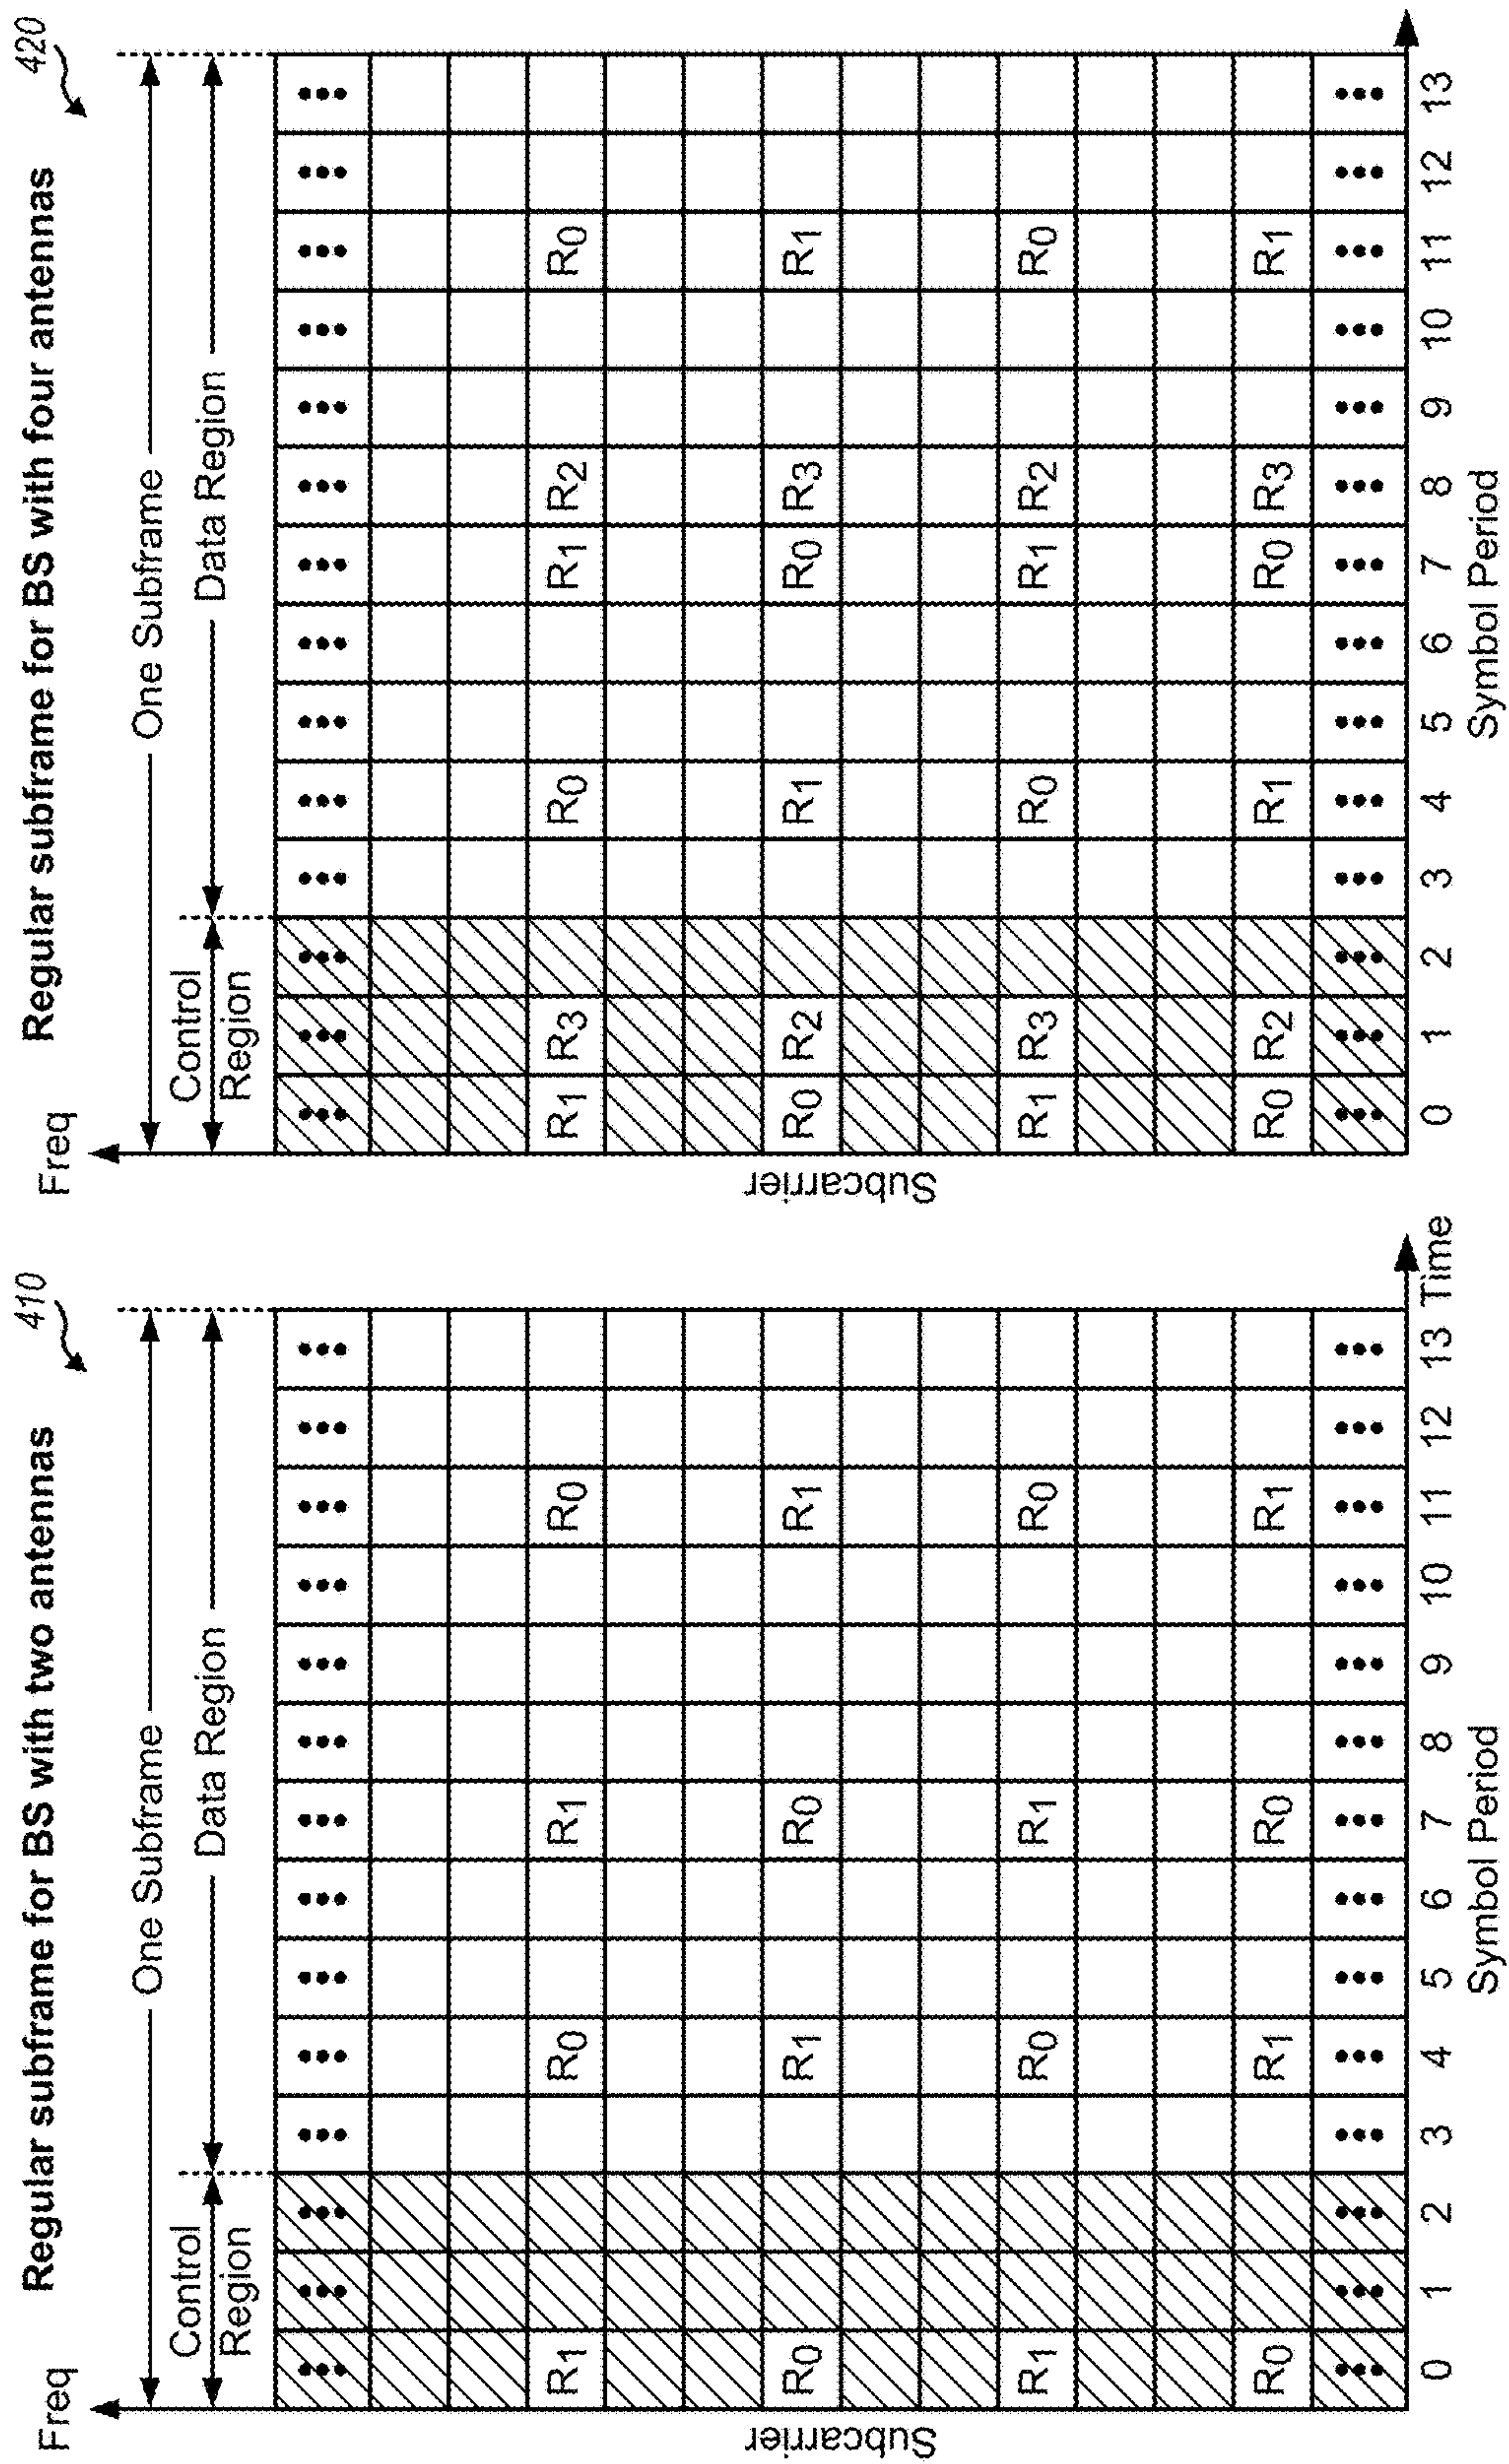 410
Regular subframe for BS with two antennas
Freq
One Subframe
Control
Region
Data Region
•••  •••  •••  •••  •••  •••  •••  •••  •••  •••  •••  •••  •••  •••
R1 R0 R1 R0
R0 R1 R0 R1
R1 R0 R1 R0
R0 R1 R0 R1
•••  •••  •••  •••  •••  •••  •••  •••  •••  •••  •••  •••  •••  •••
Subcarrier
0 1 2 3 4 5 6 7 8 9 10 11 12 13 Time
Symbol Period
420
Regular subframe for BS with four antennas
Freq
One Subframe
Control
Region
Data Region
•••  •••  •••  •••  •••  •••  •••  •••  •••  •••  •••  •••  •••  •••
R1 R3 R0 R1 R2 R0
R0 R2 R1 R0 R3 R1
R1 R3 R0 R1 R2 R0
R0 R2 R1 R0 R3 R1
•••  •••  •••  •••  •••  •••  •••  •••  •••  •••  •••  •••  •••  •••
Subcarrier
0 1 2 3 4 5 6 7 8 9 10 11 12 13
Symbol Period